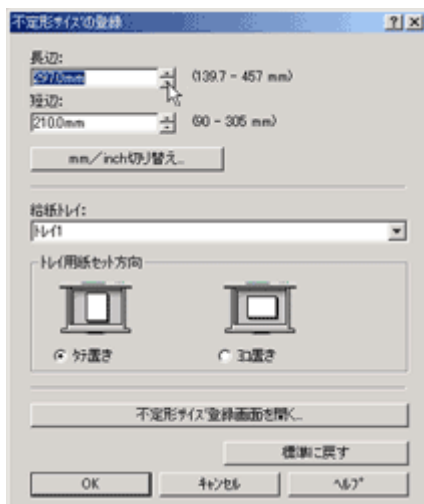 不定形サイズの登録
長辺:
297.0mm (139.7 - 457 mm)
短辺:
210.0mm (90 - 305 mm)
mm/inch切り替え...
給紙トレイ:
トレイ1
トレイ用紙セット方向
タテ置き ヨコ置き
不定形サイズ登録画面を開く...
標準に戻す
OK キャンセル ヘルプ